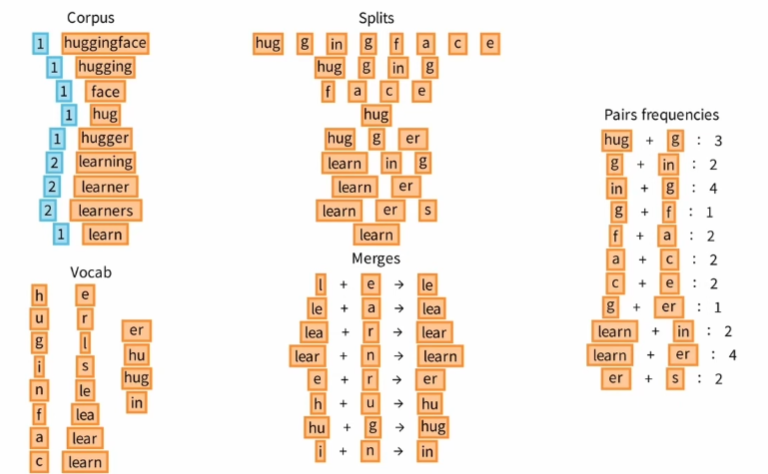 Corpus
1 huggingface
1 hugging
1 face
1 hug
1 hugger
2 learning
2 learner
2 learners
1 learn
Splits
hug g in g f a c e
hug g in g
f a c e
hug
hug g er
learn in g
learn er
learn er s
learn
Pairs frequencies
hug + g : 3
g + in : 2
in + g : 4
g + f : 1
f + a : 2
a + c : 2
c + e : 2
g + er : 1
learn + in : 2
learn + er : 4
er + s : 2
Vocab
h e
u r er
g l hu
i s hug
n le in
f lea
a lear
c learn
Merges
l + e → le
le + a → lea
lea + r → lear
lear + n → learn
e + r → er
h + u → hu
hu + g → hug
i + n → in